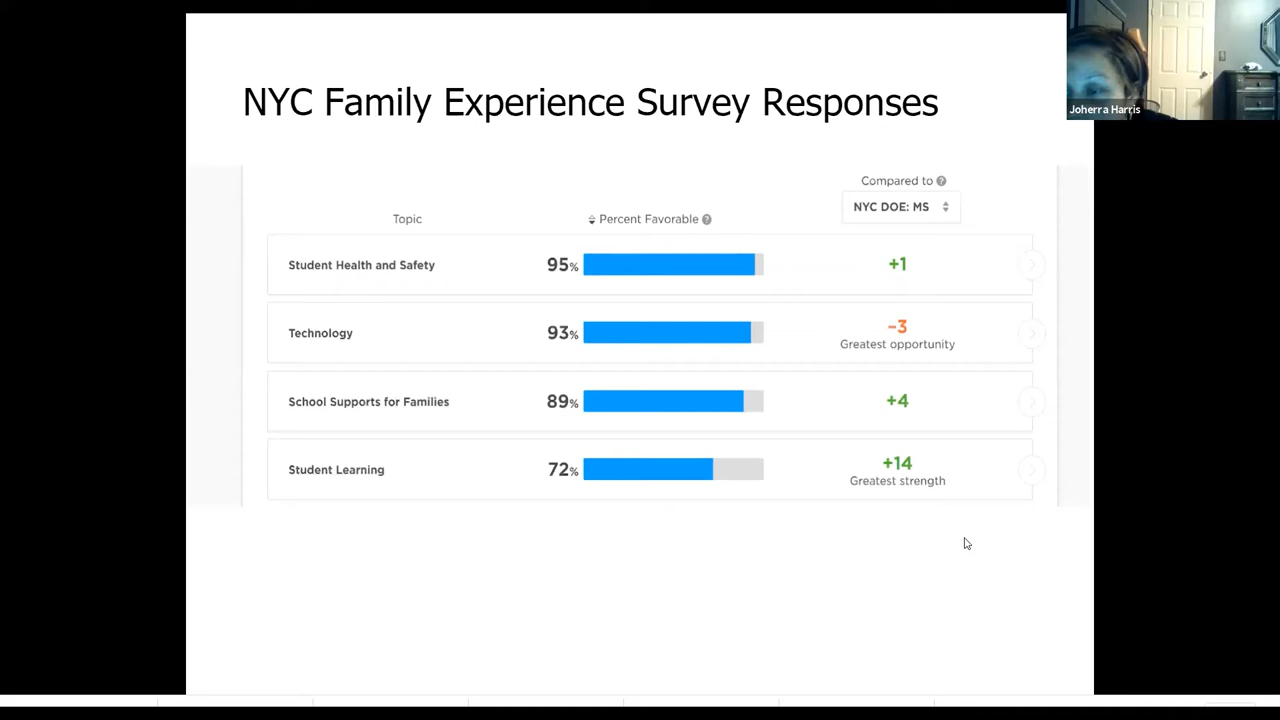 NYC Family Experience Survey Responses
Joherra Harris
Compared to
NYC DOE: MS
Topic
Percent Favorable
Student Health and Safety 95% +1
Technology 93% -3
Greatest opportunity
School Supports for Families 89% +4
Student Learning 72% +14
Greatest strength